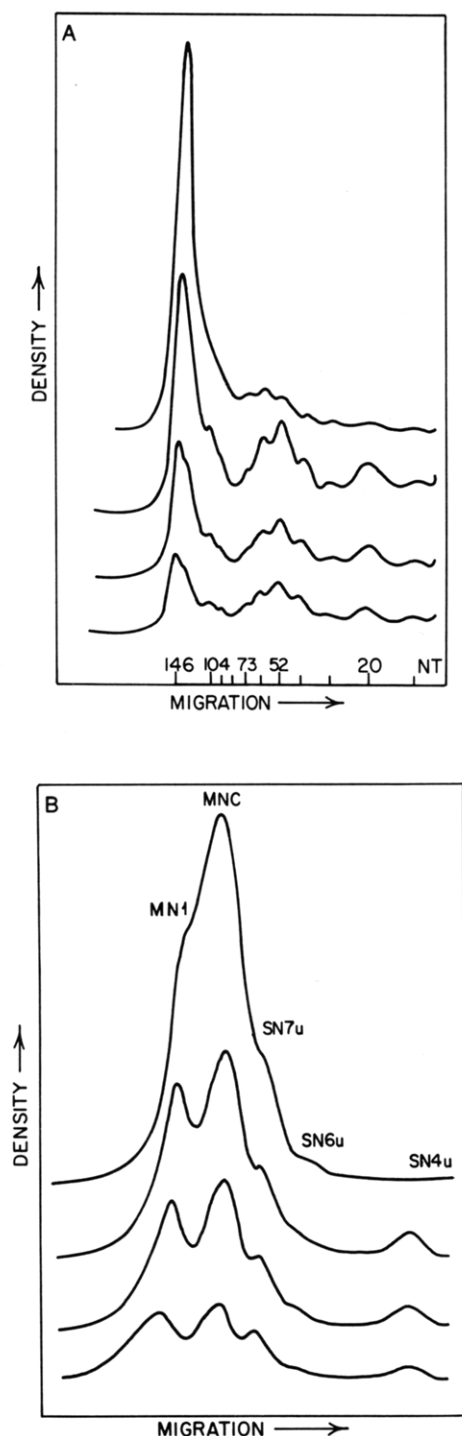 A
DENSITY
146 104 73 52 20 NT
MIGRATION
B
MNC
MN1
SN7u
SN6u
SN4u
DENSITY
MIGRATION